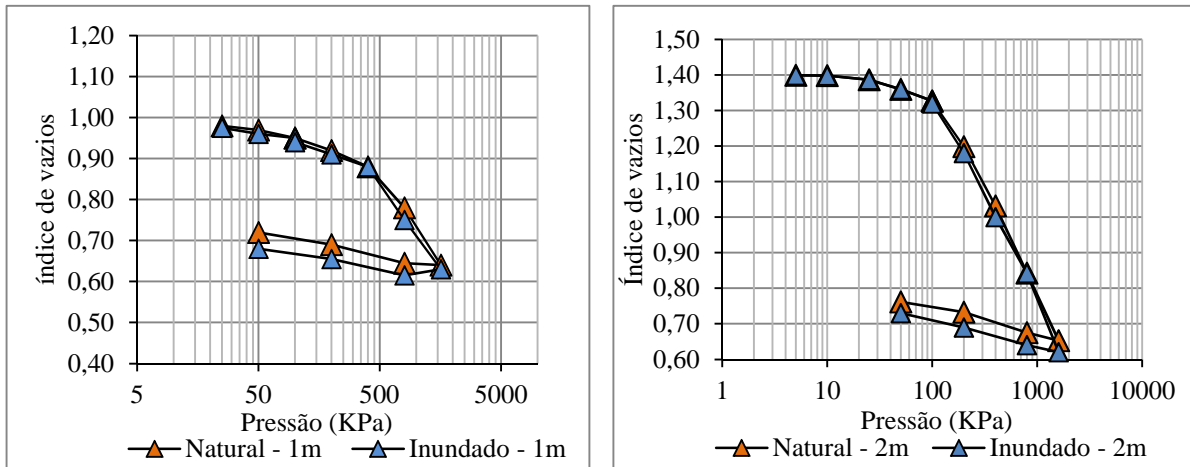 1,20
1,10
1,00
0,90
0,80
0,70
0,60
0,50
0,40
índice de vazios
5 50 500 5000
Pressão (KPa)
Natural - 1m Inundado - 1m
1,50
1,40
1,30
1,20
1,10
1,00
0,90
0,80
0,70
0,60
Índice de vazios
1 10 100 1000 10000
Pressão (KPa)
Natural - 2m Inundado - 2m